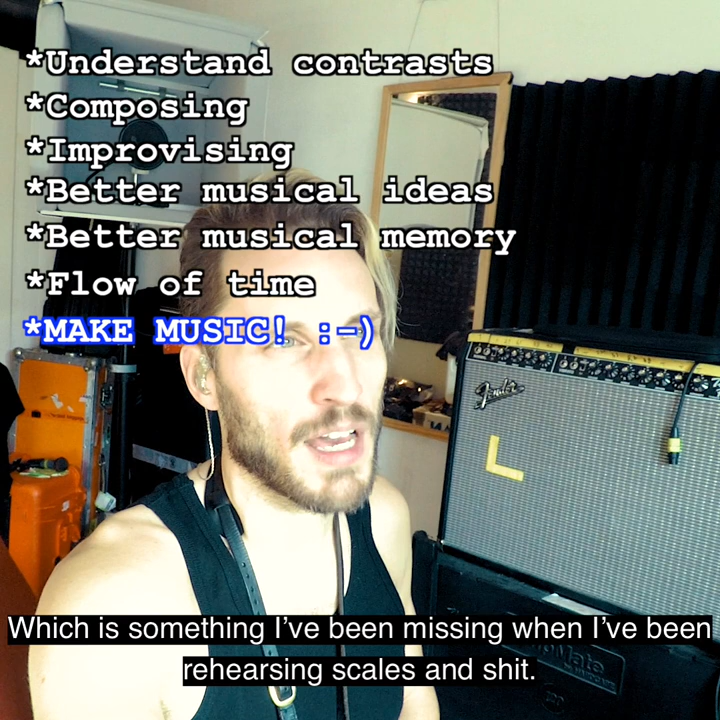 *Understand contrasts
*Composing
*Improvising
*Better musical ideas
*Better musical memory
*Flow of time
*MAKE MUSIC! :-)
Fender
L
Which is something I've been missing when I've been
rehearsing scales and shit.